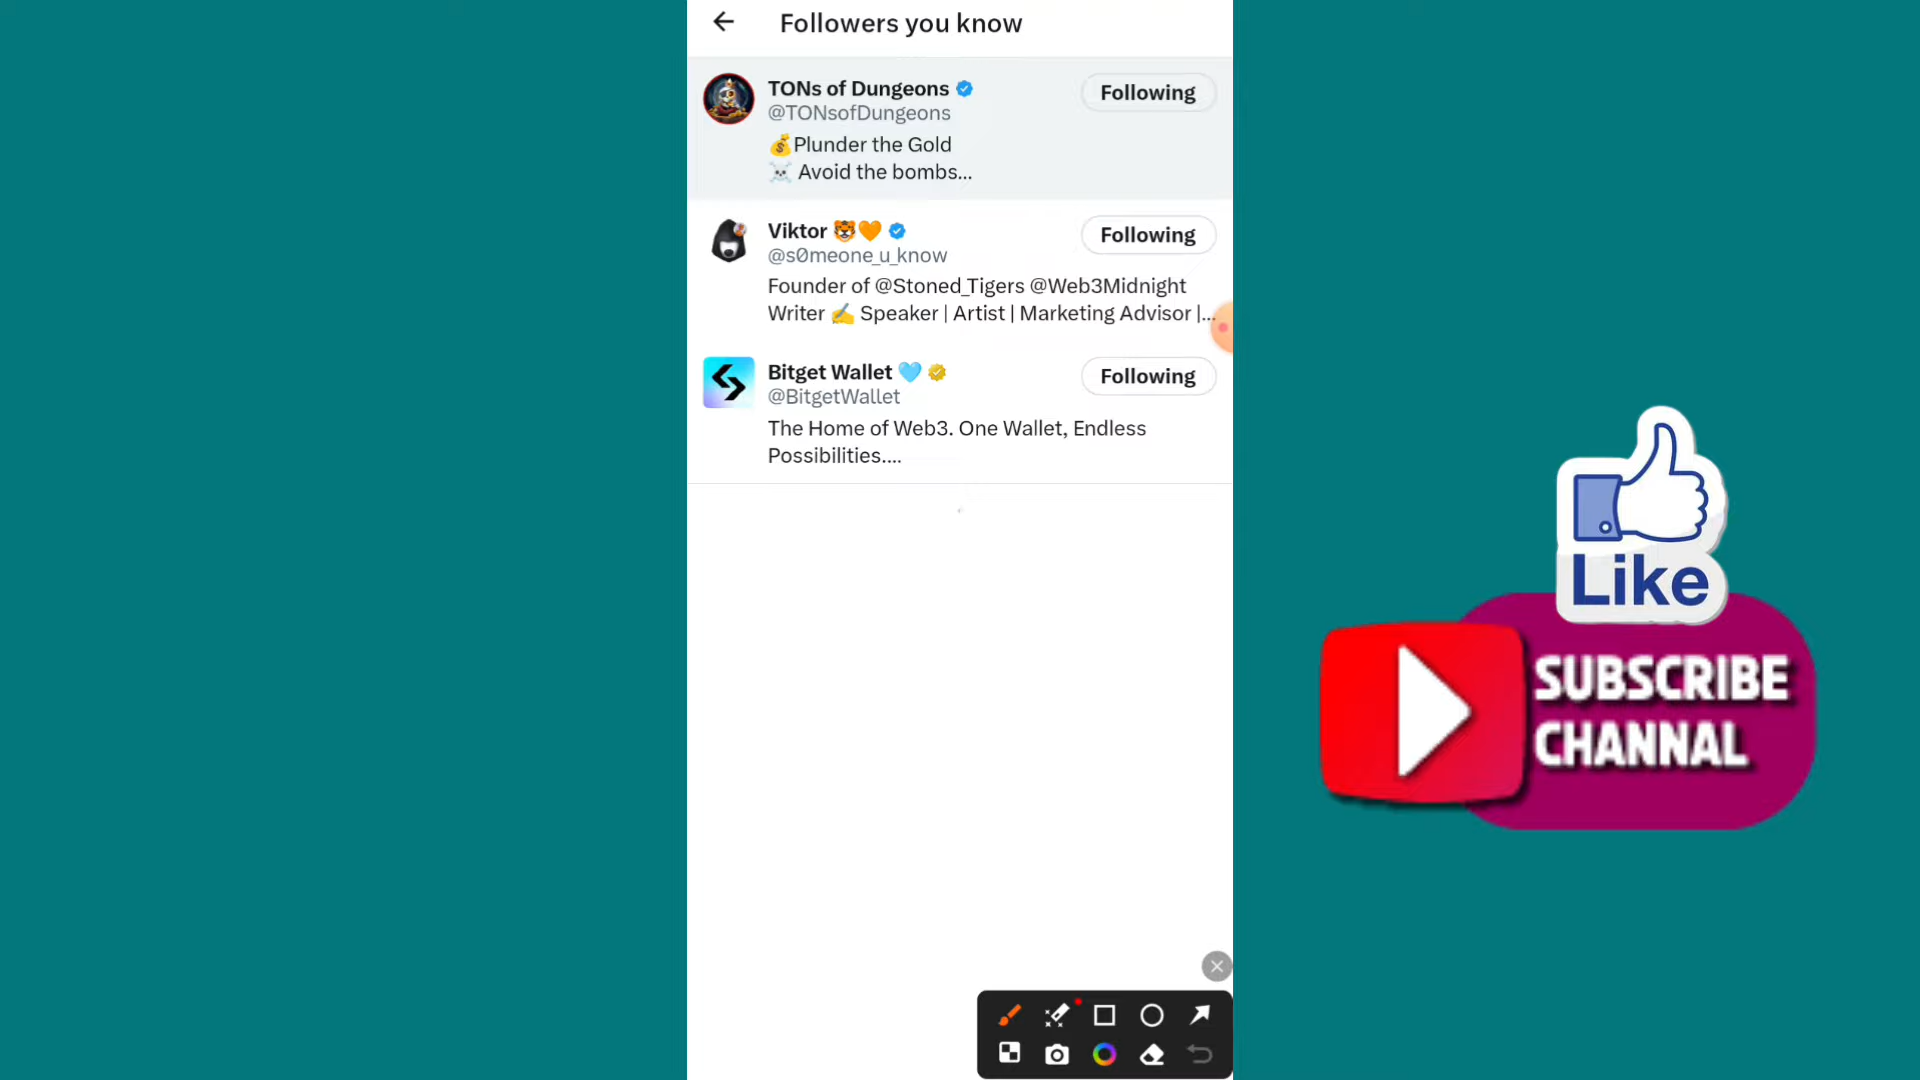 Followers you know
TONs of Dungeons
Following
@TONsofDungeons
💰Plunder the Gold
☠️ Avoid the bombs...
Viktor 🐯🧡
Following
@s0meone_u_know
Founder of @Stoned_Tigers @Web3Midnight
Writer ✍️ Speaker | Artist | Marketing Advisor |...
Bitget Wallet 🩵
Following
@BitgetWallet
The Home of Web3. One Wallet, Endless
Possibilities....
Like
SUBSCRIBE
CHANNAL